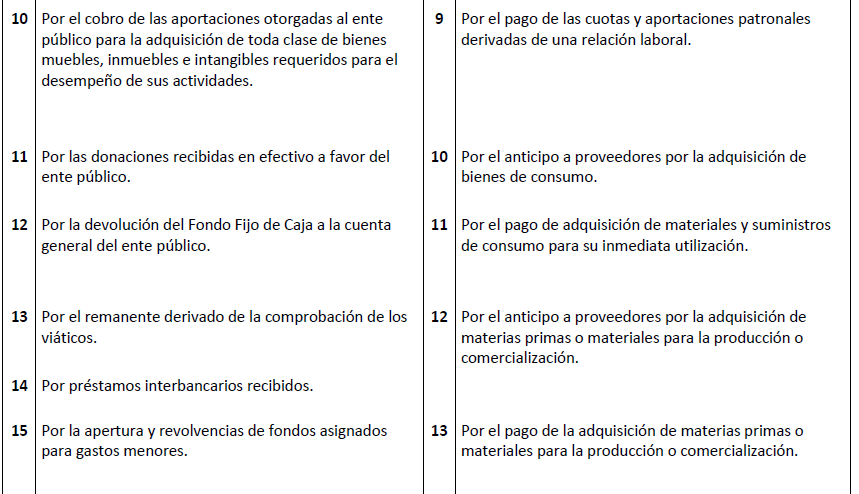 10 Por el cobro de las aportaciones otorgadas al ente
público para la adquisición de toda clase de bienes
muebles, inmuebles e intangibles requeridos para el
desempeño de sus actividades.
11 Por las donaciones recibidas en efectivo a favor del
ente público.
12 Por la devolución del Fondo Fijo de Caja a la cuenta
general del ente público.
13 Por el remanente derivado de la comprobación de los
viáticos.
14 Por préstamos interbancarios recibidos.
15 Por la apertura y revolvencias de fondos asignados
para gastos menores.
9 Por el pago de las cuotas y aportaciones patronales
derivadas de una relación laboral.
10 Por el anticipo a proveedores por la adquisición de
bienes de consumo.
11 Por el pago de adquisición de materiales y suministros
de consumo para su inmediata utilización.
12 Por el anticipo a proveedores por la adquisición de
materias primas o materiales para la producción o
comercialización.
13 Por el pago de la adquisición de materias primas o
materiales para la producción o comercialización.